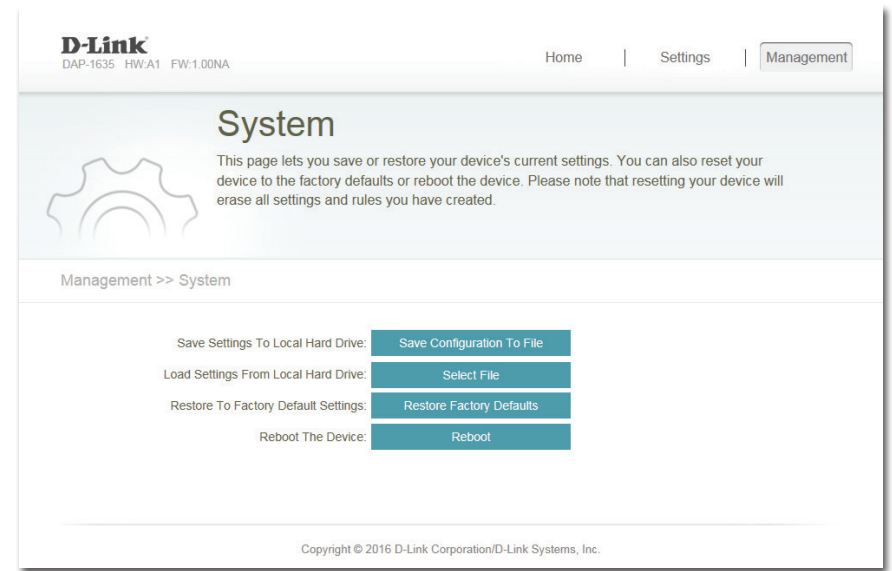 D-Link
DAP-1635 HW:A1 FW:1.00NA
Home | Settings | Management
System
This page lets you save or restore your device's current settings. You can also reset your
device to the factory defaults or reboot the device. Please note that resetting your device will
erase all settings and rules you have created.
Management >> System
Save Settings To Local Hard Drive: Save Configuration To File
Load Settings From Local Hard Drive: Select File
Restore To Factory Default Settings: Restore Factory Defaults
Reboot The Device: Reboot
Copyright © 2016 D-Link Corporation/D-Link Systems, Inc.